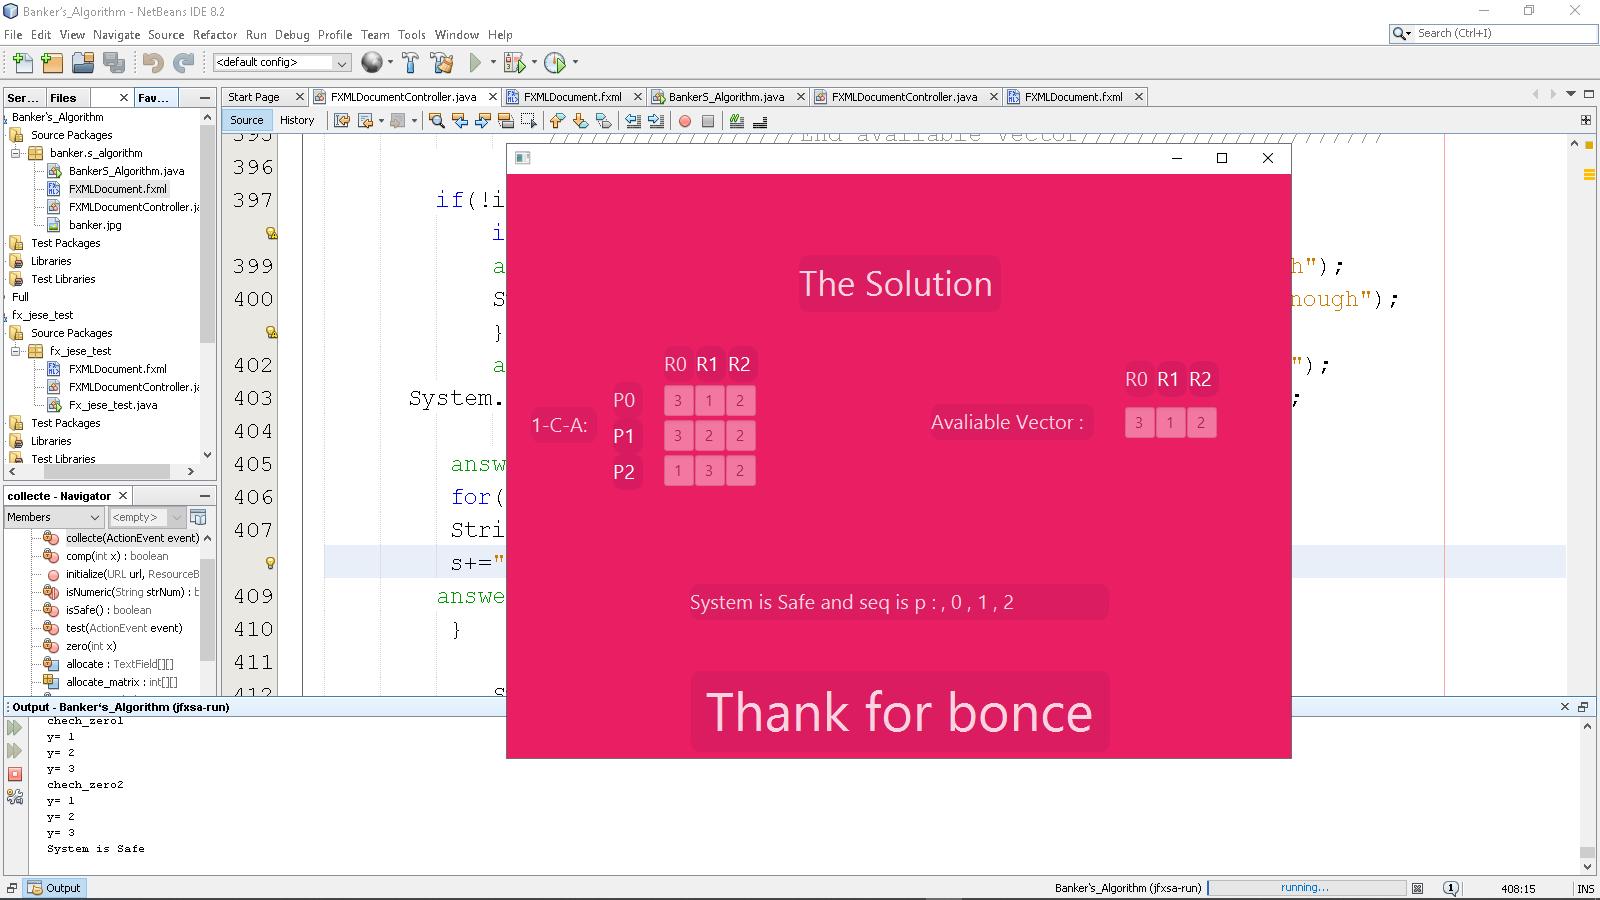 Banker's_Algorithm - NetBeans IDE 8.2
File Edit View Navigate Source Refactor Run Debug Profile Team Tools Window Help
Search (Ctrl+I)
<default config>
Ser... Files Fav...
Start Page FXMLDocumentController.java FXMLDocument.fxml BankerS_Algorithm.java FXMLDocumentController.java FXMLDocument.fxml
Source History
Banker's_Algorithm
Source Packages
banker.s_algorithm
BankerS_Algorithm.java
FXMLDocument.fxml
FXMLDocumentController.ja
banker.jpg
Test Packages
Libraries
Test Libraries
Full
fx_jese_test
Source Packages
fx_jese_test
FXMLDocument.fxml
FXMLDocumentController.ja
Fx_jese_test.java
Test Packages
Libraries
Test Libraries
collecte - Navigator
Members <empty>
collecte(ActionEvent event)
comp(int x) : boolean
initialize(URL url, ResourceB
isNumeric(String strNum) : b
isSafe() : boolean
test(ActionEvent event)
zero(int x)
allocate : TextField[][]
allocate_matrix : int[][]
395 End available vector////////////////////
396
397 if(!i
i
399 a h");
400 S nough");
}
402 a ");
403 System. ;
404
405 answ
406 for(
407 Stri
s+="
409 answe
410 }
411
412 S
The Solution
R0 R1 R2
P0 3 1 2
1-C-A:
P1 3 2 2
P2 1 3 2
R0 R1 R2
Avaliable Vector : 3 1 2
System is Safe and seq is p : , 0 , 1 , 2
Thank for bonce
Output - Banker's_Algorithm (jfxsa-run)
chech_zero1
y= 1
y= 2
y= 3
chech_zero2
y= 1
y= 2
y= 3
System is Safe
Output
Banker's_Algorithm (jfxsa-run) running... 1 408:15 INS